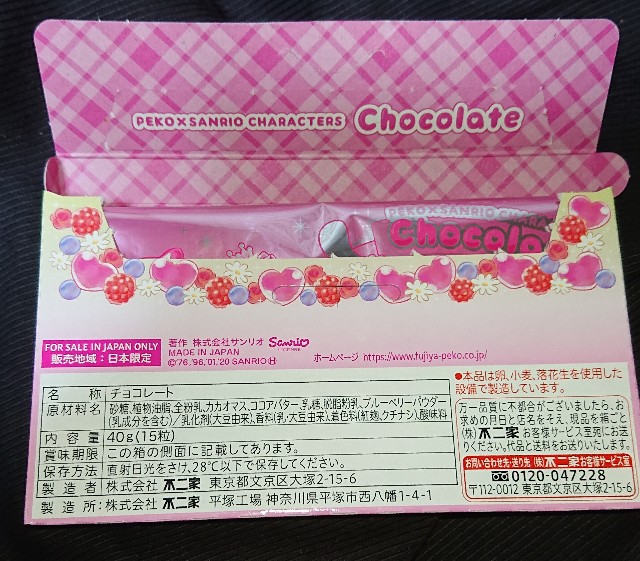 PEKO×SANRIO CHARACTERS Chocolate
PEKO×SANRIO CHARA
Chocola
FOR SALE IN JAPAN ONLY
販売地域:日本限定
著作 株式会社サンリオ Sanrio
MADE IN JAPAN
©'76,'96,'01,'20 SANRIO Ⓗ
ホームページ https://www.fujiya-peko.co.jp/
名称 チョコレート
原材料名 砂糖、植物油脂、全粉乳、カカオマス、ココアバター、乳糖、脱脂粉乳、ブルーベリーパウダー
(乳成分を含む)/乳化剤(大豆由来)、香料(乳・大豆由来)、着色料(紅麹、クチナシ)、酸味料
内容量 40g(15粒)
賞味期限 この箱の側面に記載してあります。
保存方法 直射日光をさけ、28℃以下で保存してください。
製造者 株式会社 不二家 東京都文京区大塚2-15-6
製造所: 株式会社 不二家 平塚工場 神奈川県平塚市西八幡1-4-1
●本品は卵、小麦、落花生を使用した
設備で製造しています。
万一品質に不都合がございましたら、お
求めの月日と店名をそえ、現品を箱ごと
(株)不二家お客様サービス室宛にお送
りください。代品と送料をお送りいたします。
お問い合わせ先・送り先 (株)不二家お客様サービス室
0120-047228
〒112-0012 東京都文京区大塚2-15-6